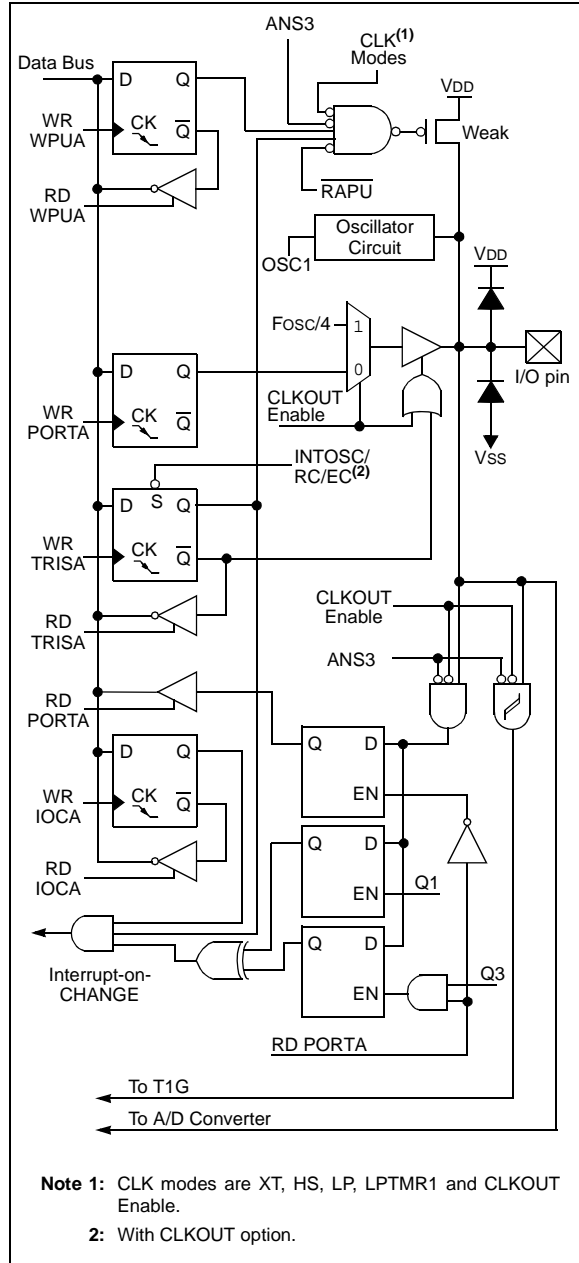 ANS3
CLK(1)
Modes
Data Bus
D Q
VDD
WR
WPUA
CK Q
Weak
RD
WPUA
RAPU
Oscillator
Circuit
OSC1
VDD
FOSC/4
1
D Q
0
I/O pin
WR
PORTA
CK Q
CLKOUT
Enable
VSS
INTOSC/
RC/EC(2)
D S Q
WR
TRISA
CK Q
CLKOUT
Enable
RD
TRISA
ANS3
RD
PORTA
Q D
D Q
WR
IOCA
CK Q
EN
Q D
RD
IOCA
EN Q1
Q D
Interrupt-on-
CHANGE
Q3
EN
RD PORTA
To T1G
To A/D Converter
Note 1: CLK modes are XT, HS, LP, LPTMR1 and CLKOUT
Enable.
2: With CLKOUT option.